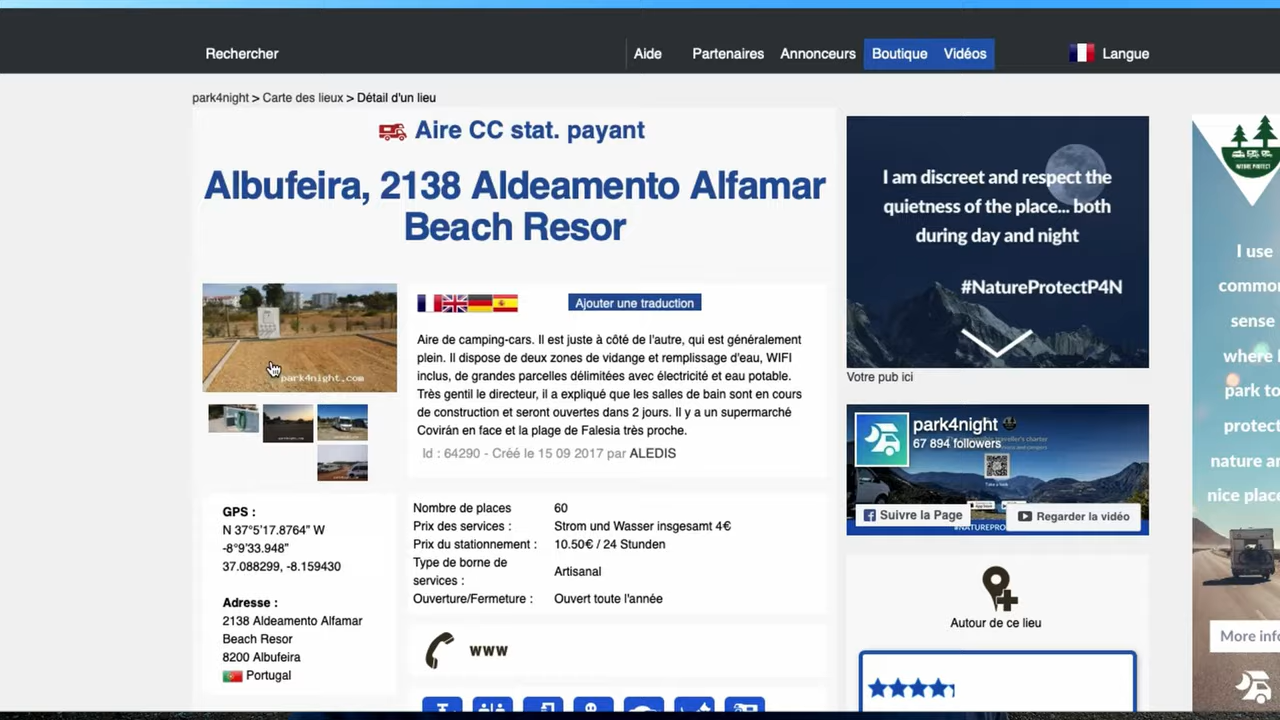 Rechercher
Aide
Partenaires
Annonceurs
Boutique
Vidéos
Langue
park4night > Carte des lieux > Détail d'un lieu
Aire CC stat. payant
Albufeira, 2138 Aldeamento Alfamar
Beach Resor
park4night.com
Ajouter une traduction
Aire de camping-cars. Il est juste à côté de l'autre, qui est généralement
plein. Il dispose de deux zones de vidange et remplissage d'eau, WIFI
inclus, de grandes parcelles délimitées avec électricité et eau potable.
Très gentil le directeur, il a expliqué que les salles de bain sont en cours
de construction et seront ouvertes dans 2 jours. Il y a un supermarché
Covirán en face et la plage de Falesia très proche.
Id : 64290 - Créé le 15 09 2017 par ALEDIS
GPS :
N 37°5'17.8764” W
-8°9'33.948”
37.088299, -8.159430
Adresse :
2138 Aldeamento Alfamar
Beach Resor
8200 Albufeira
Portugal
Nombre de places 60
Prix des services : Strom und Wasser insgesamt 4€
Prix du stationnement : 10.50€ / 24 Stunden
Type de borne de
services : Artisanal
Ouverture/Fermeture : Ouvert toute l'année
www
I am discreet and respect the
quietness of the place... both
during day and night
#NatureProtectP4N
Votre pub ici
park4night
67 894 followers
Suivre la Page
Regarder la vidéo
Autour de ce lieu
NATURE PROTECT
I use
common
sense
where I
park to
protect
nature
nice
More